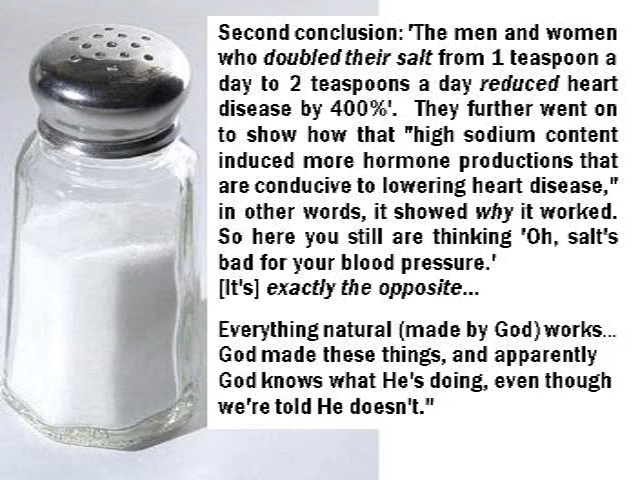 Second conclusion: 'The men and women
who doubled their salt from 1 teaspoon a
day to 2 teaspoons a day reduced heart
disease by 400%'. They further went on
to show how that "high sodium content
induced more hormone productions that
are conducive to lowering heart disease,"
in other words, it showed why it worked.
So here you still are thinking 'Oh, salt's
bad for your blood pressure.'
[It's] exactly the opposite...
Everything natural (made by God) works...
God made these things, and apparently
God knows what He's doing, even though
we're told He doesn't."